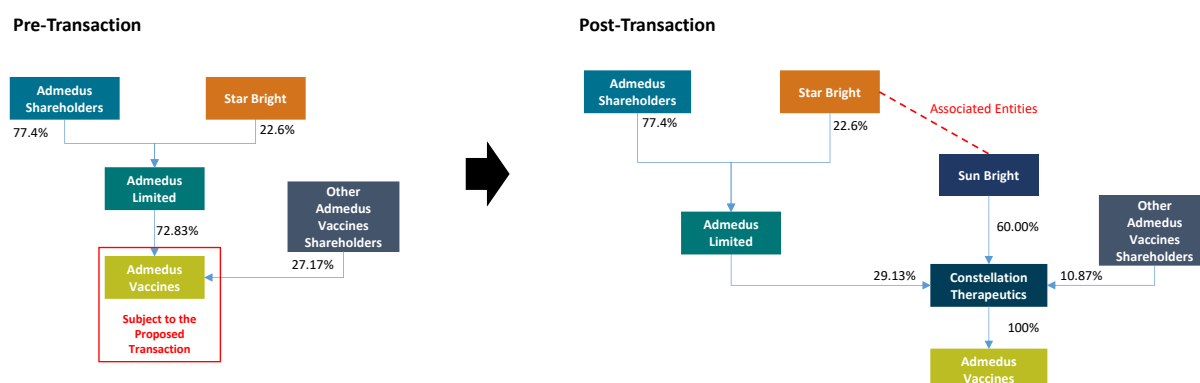 Pre-Transaction
Admedus
Shareholders
Star Bright
77.4%
22.6%
Admedus
Limited
Other
Admedus
Vaccines
Shareholders
72.83%
27.17%
Admedus
Vaccines
Subject to the
Proposed
Transaction
Post-Transaction
Admedus
Shareholders
Star Bright
Associated Entities
77.4%
22.6%
Sun Bright
Admedus
Limited
60.00%
Other
Admedus
Vaccines
Shareholders
29.13%
Constellation
Therapeutics
10.87%
100%
Admedus
Vaccines